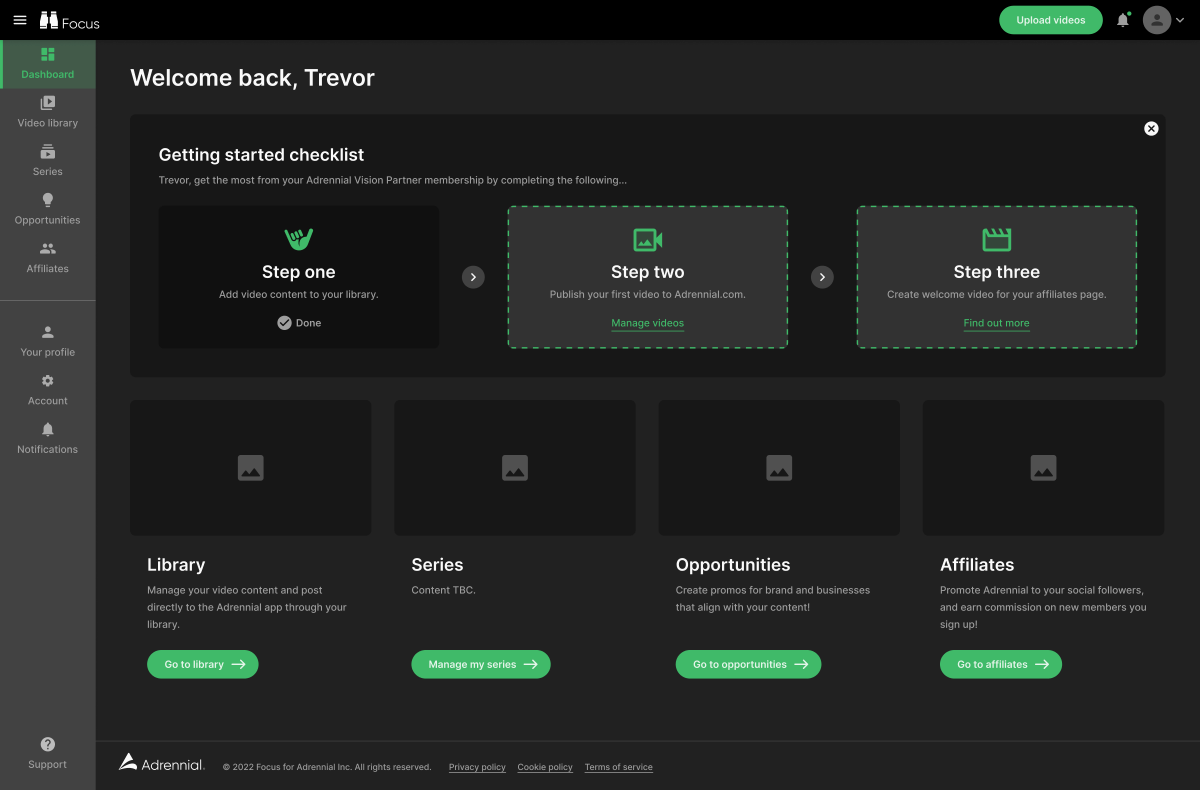 Focus
Upload videos
Dashboard
Video library
Series
Opportunities
Affiliates
Your profile
Account
Notifications
Support
Welcome back, Trevor
Getting started checklist
Trevor, get the most from your Adrennial Vision Partner membership by completing the following...
Step one
Add video content to your library.
Done
Step two
Publish your first video to Adrennial.com.
Manage videos
Step three
Create welcome video for your affiliates page.
Find out more
Library
Manage your video content and post
directly to the Adrennial app through your
library.
Go to library
Series
Content TBC.
Manage my series
Opportunities
Create promos for brand and businesses
that align with your content!
Go to opportunities
Affiliates
Promote Adrennial to your social followers,
and earn commission on new members you
sign up!
Go to affiliates
Adrennial.
© 2022 Focus for Adrennial Inc. All rights reserved.
Privacy policy
Cookie policy
Terms of service